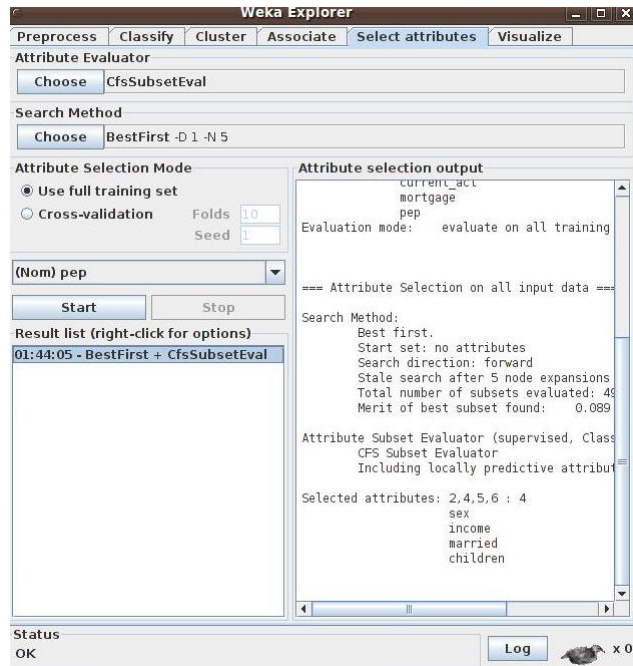 Weka Explorer
Preprocess Classify Cluster Associate Select attributes Visualize
Attribute Evaluator
Choose CfsSubsetEval
Search Method
Choose BestFirst -D 1 -N 5
Attribute Selection Mode
Use full training set
Cross-validation Folds 10
Seed 1
(Nom) pep
Start Stop
Result list (right-click for options)
01:44:05 - BestFirst + CfsSubsetEval
Attribute selection output
current_act
mortgage
pep
Evaluation mode: evaluate on all training
=== Attribute Selection on all input data ===
Search Method:
Best first.
Start set: no attributes
Search direction: forward
Stale search after 5 node expansions
Total number of subsets evaluated: 49
Merit of best subset found: 0.089
Attribute Subset Evaluator (supervised, Class
CFS Subset Evaluator
Including locally predictive attribut
Selected attributes: 2,4,5,6 : 4
sex
income
married
children
Status
OK
Log x 0